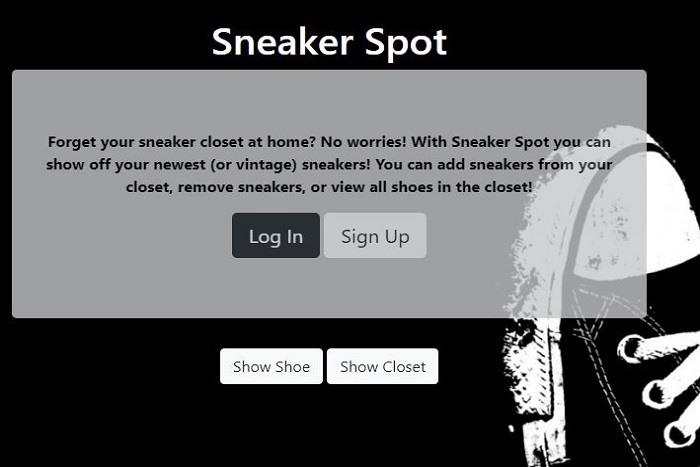 Sneaker Spot
Forget your sneaker closet at home? No worries! With Sneaker Spot you can
show off your newest (or vintage) sneakers! You can add sneakers from your
closet, remove sneakers, or view all shoes in the closet!
Log In Sign Up
Show Shoe Show Closet